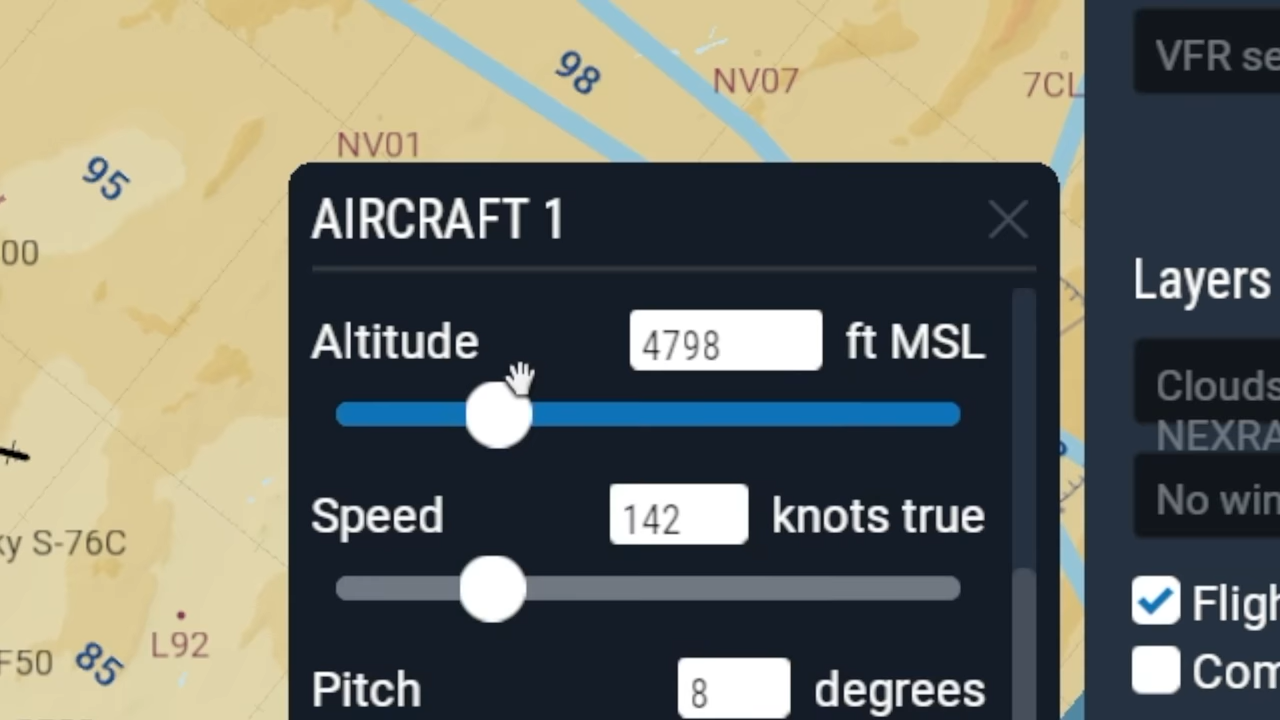 98
NV07
7CL
VFR se
NV01
95
AIRCRAFT 1
00
Layers
Altitude 4798 ft MSL
Clouds
NEXRA
No win
Speed 142 knots true
ky S-76C
Fligh
L92
F50
85
Com
Pitch 8 degrees